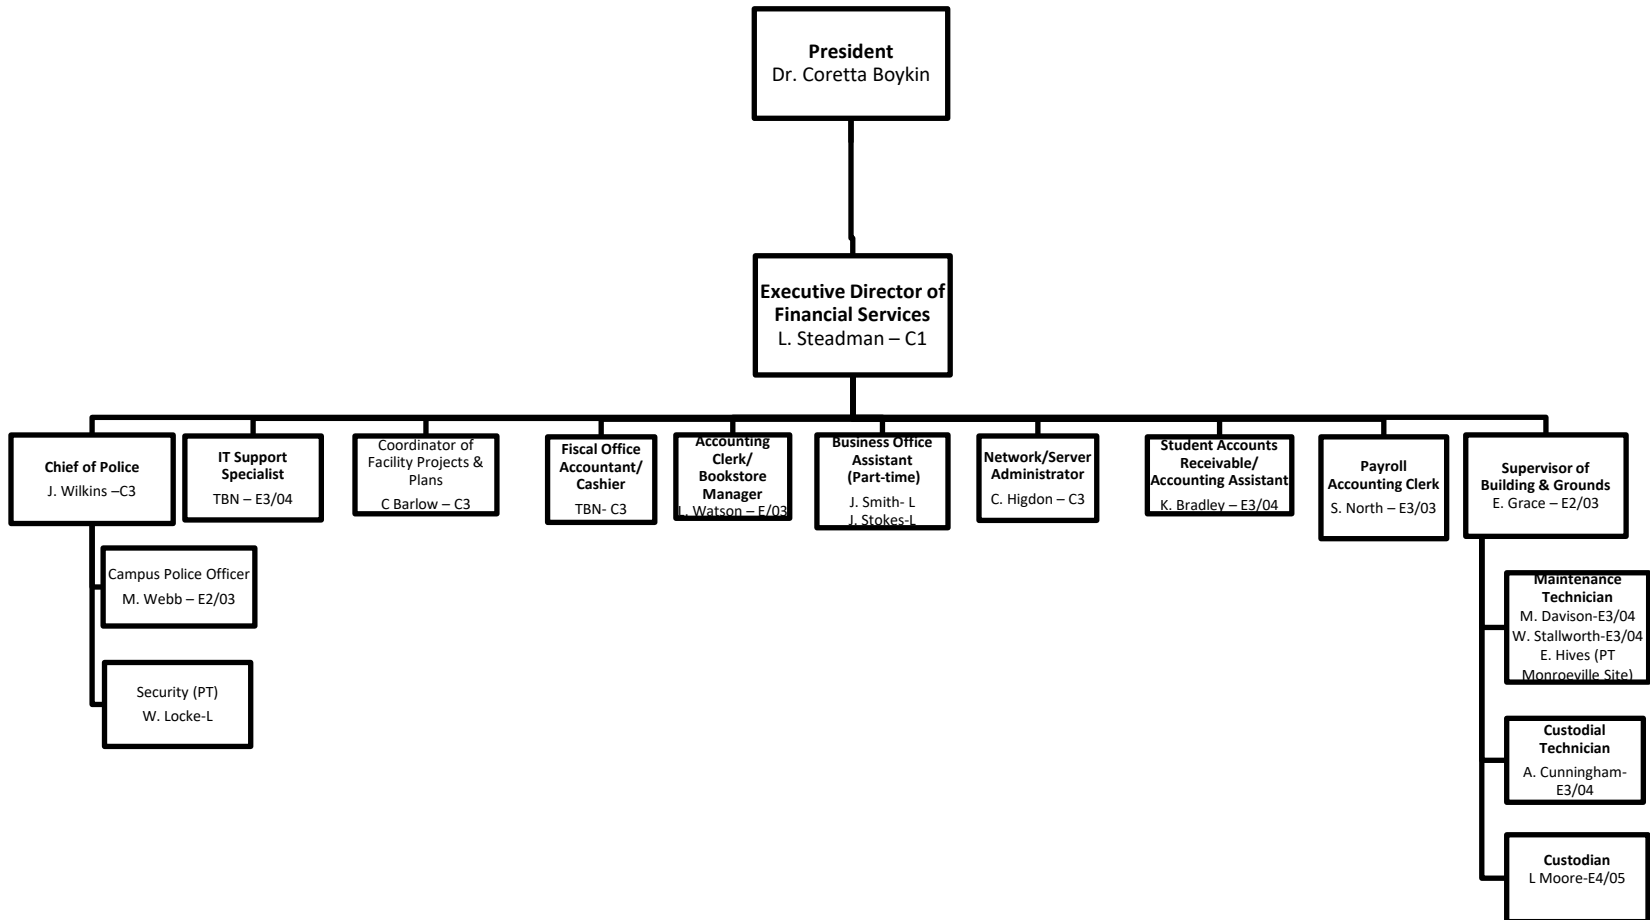 President
Dr. Coretta Boykin
Executive Director of
Financial Services
L. Steadman – C1
Chief of Police
J. Wilkins –C3
IT Support
Specialist
TBN – E3/04
Coordinator of
Facility Projects &
Plans
C Barlow – C3
Fiscal Office
Accountant/
Cashier
TBN- C3
Accounting
Clerk/
Bookstore
Manager
L. Watson – E/03
Business Office
Assistant
(Part-time)
J. Smith- L
J. Stokes-L
Network/Server
Administrator
C. Higdon – C3
Student Accounts
Receivable/
Accounting Assistant
K. Bradley – E3/04
Payroll
Accounting Clerk
S. North – E3/03
Supervisor of
Building & Grounds
E. Grace – E2/03
Campus Police Officer
M. Webb – E2/03
Security (PT)
W. Locke-L
Maintenance
Technician
M. Davison-E3/04
W. Stallworth-E3/04
E. Hives (PT
Monroeville Site)
Custodial
Technician
A. Cunningham-
E3/04
Custodian
L Moore-E4/05